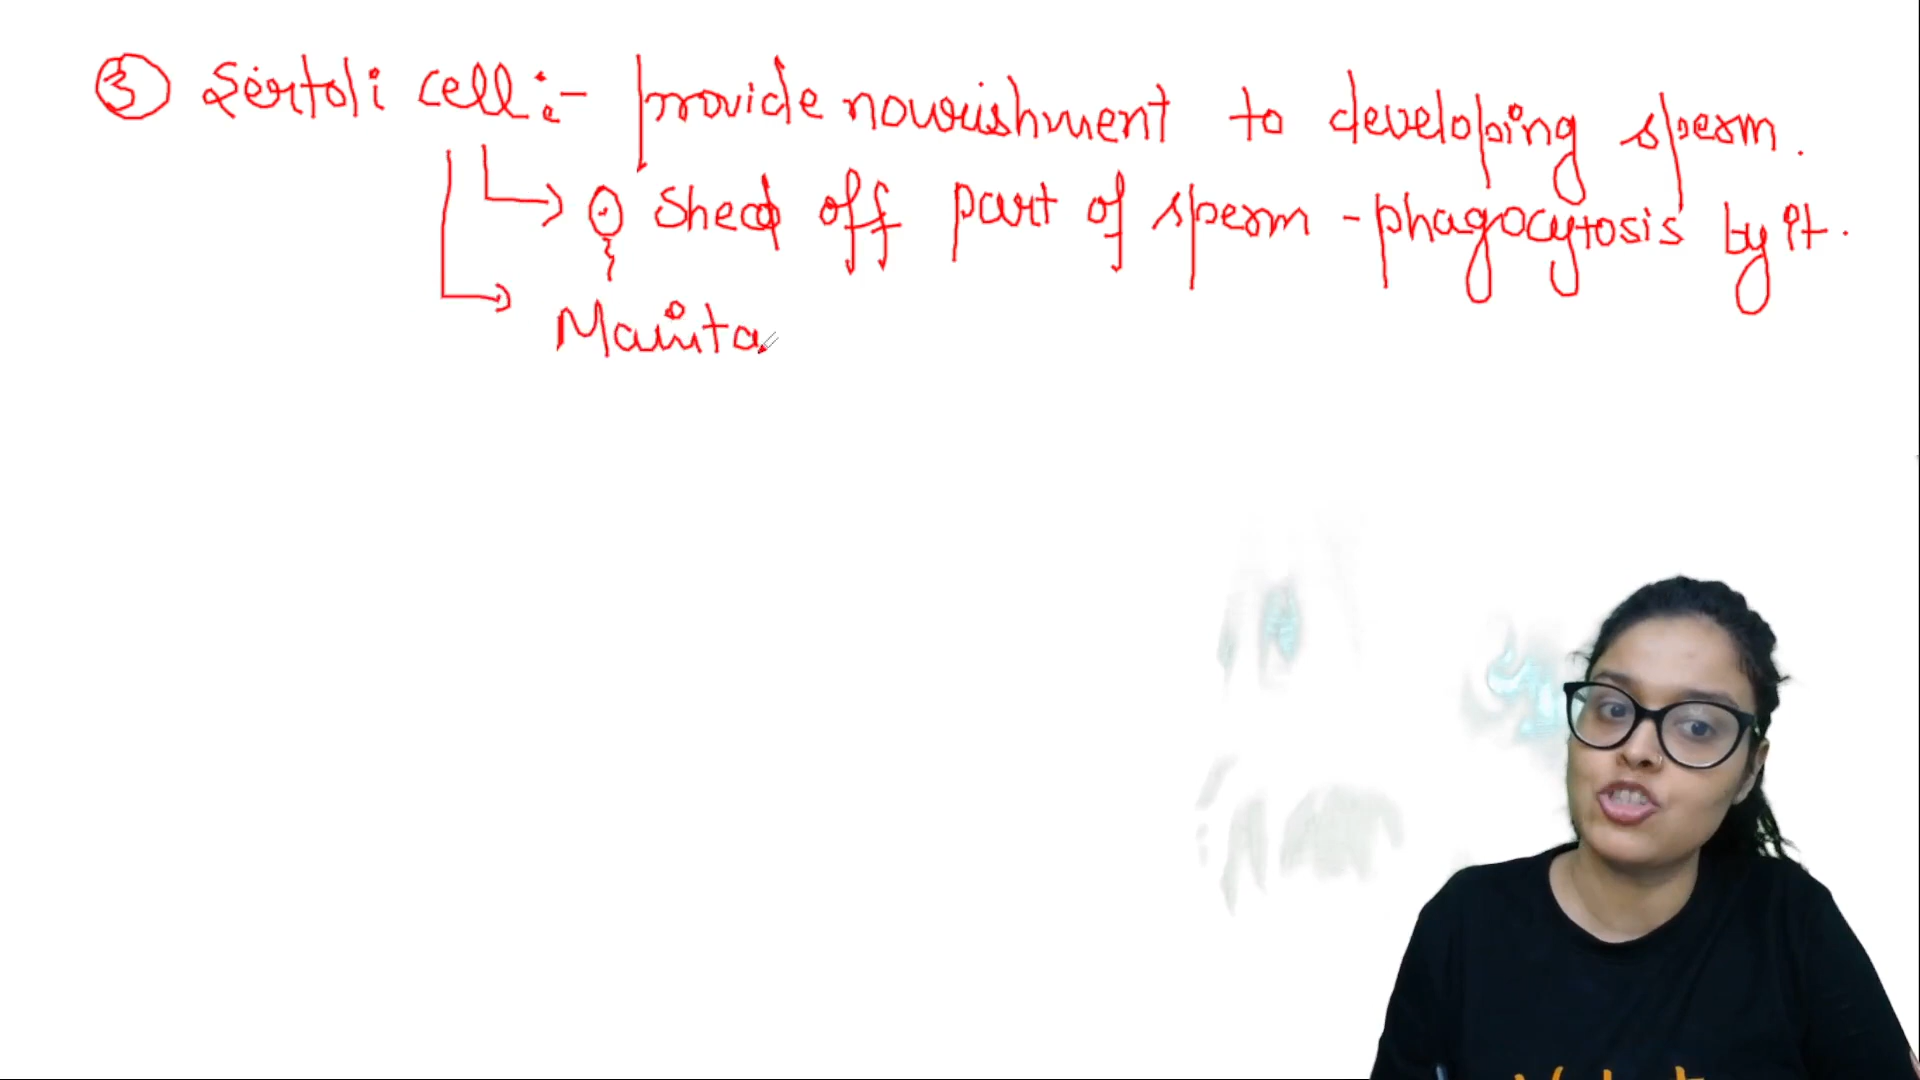 ③ Sertoli cell :- provide nourishment to developing sperm.
→ shed off part of sperm - phagocytosis by it.
→ Mainta